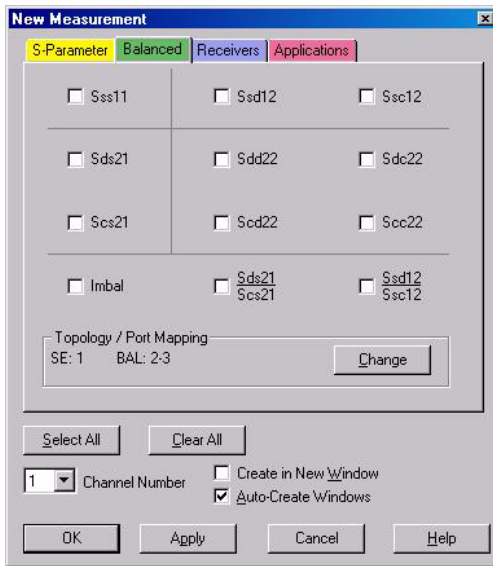 New Measurement
S-Parameter Balanced Receivers Applications
Sss11 Ssd12 Ssc12
Sds21 Sdd22 Sdc22
Scs21 Scd22 Scc22
Imbal Sds21 Ssd12
Scs21 Ssc12
Topology / Port Mapping
SE: 1 BAL: 2-3
Change
Select All Clear All
1 Channel Number
Create in New Window
Auto-Create Windows
OK Apply Cancel Help